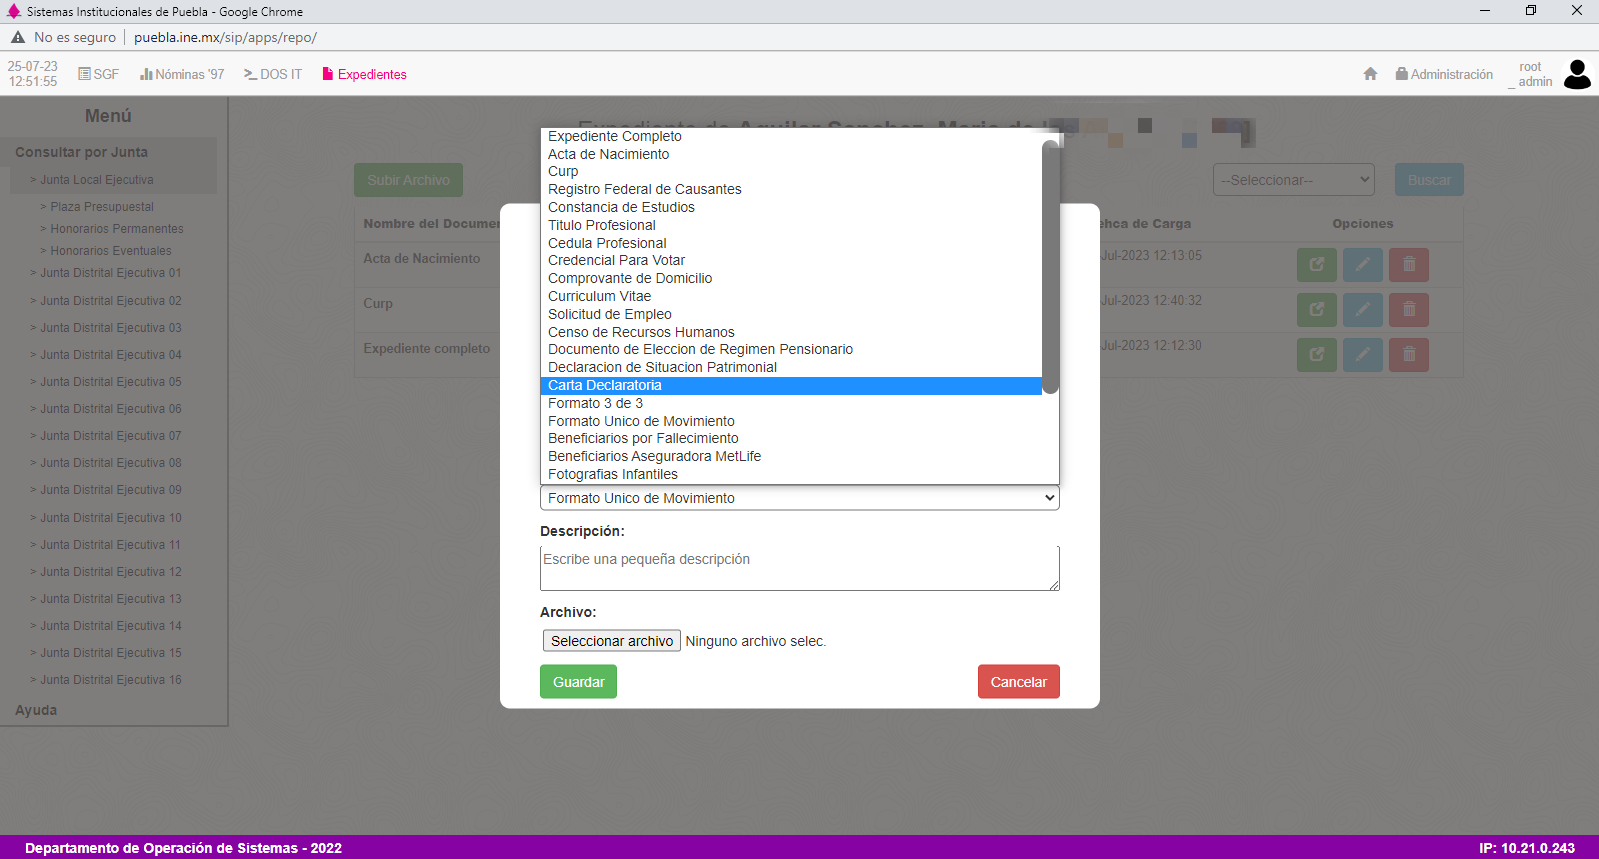 Sistemas Institucionales de Puebla - Google Chrome
No es seguro
puebla.ine.mx/sip/apps/repo/
25-07-23
12:51:55
SGF
Nóminas '97
DOS IT
Expedientes
Administración
root
_ admin
Menú
Consultar por Junta
> Junta Local Ejecutiva
> Plaza Presupuestal
> Honorarios Permanentes
> Honorarios Eventuales
> Junta Distrital Ejecutiva 01
> Junta Distrital Ejecutiva 02
> Junta Distrital Ejecutiva 03
> Junta Distrital Ejecutiva 04
> Junta Distrital Ejecutiva 05
> Junta Distrital Ejecutiva 06
> Junta Distrital Ejecutiva 07
> Junta Distrital Ejecutiva 08
> Junta Distrital Ejecutiva 09
> Junta Distrital Ejecutiva 10
> Junta Distrital Ejecutiva 11
> Junta Distrital Ejecutiva 12
> Junta Distrital Ejecutiva 13
> Junta Distrital Ejecutiva 14
> Junta Distrital Ejecutiva 15
> Junta Distrital Ejecutiva 16
Ayuda
Expediente de Aguilar Sanchez, Maria de
Subir Archivo
--Seleccionar--
Buscar
Nombre del Documen
ehca de Carga
Opciones
Acta de Nacimiento
Jul-2023 12:13:05
Curp
Jul-2023 12:40:32
Expediente completo
Jul-2023 12:12:30
Expediente Completo
Acta de Nacimiento
Curp
Registro Federal de Causantes
Constancia de Estudios
Titulo Profesional
Cedula Profesional
Credencial Para Votar
Comprovante de Domicilio
Curriculum Vitae
Solicitud de Empleo
Censo de Recursos Humanos
Documento de Eleccion de Regimen Pensionario
Declaracion de Situacion Patrimonial
Carta Declaratoria
Formato 3 de 3
Formato Unico de Movimiento
Beneficiarios por Fallecimiento
Beneficiarios Aseguradora MetLife
Fotografias Infantiles
Formato Unico de Movimiento
Descripción:
Escribe una pequeña descripción
Archivo:
Seleccionar archivo
Ninguno archivo selec.
Guardar
Cancelar
Departamento de Operación de Sistemas - 2022
IP: 10.21.0.243